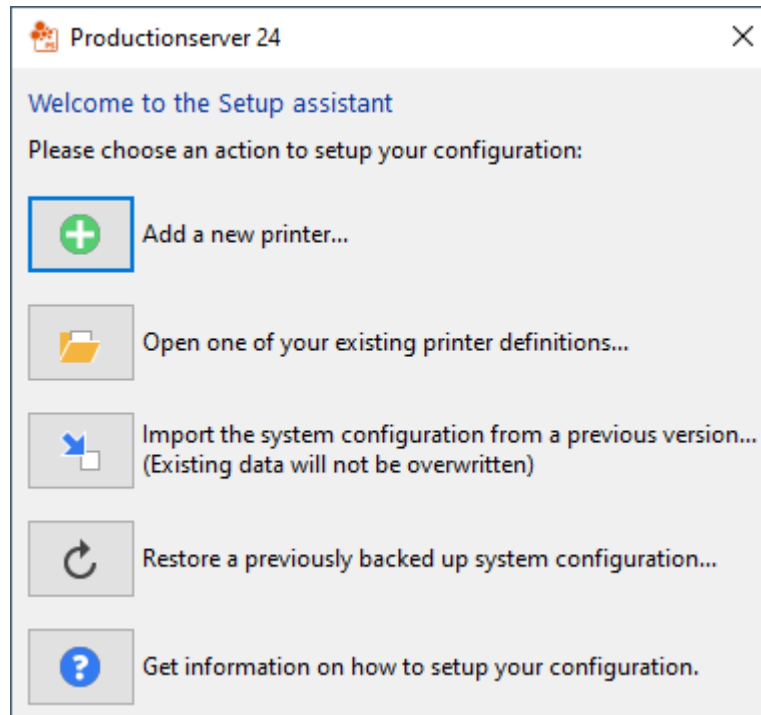 Productionserver 24
Welcome to the Setup assistant
Please choose an action to setup your configuration:
Add a new printer...
Open one of your existing printer definitions...
Import the system configuration from a previous version...
(Existing data will not be overwritten)
Restore a previously backed up system configuration...
Get information on how to setup your configuration.